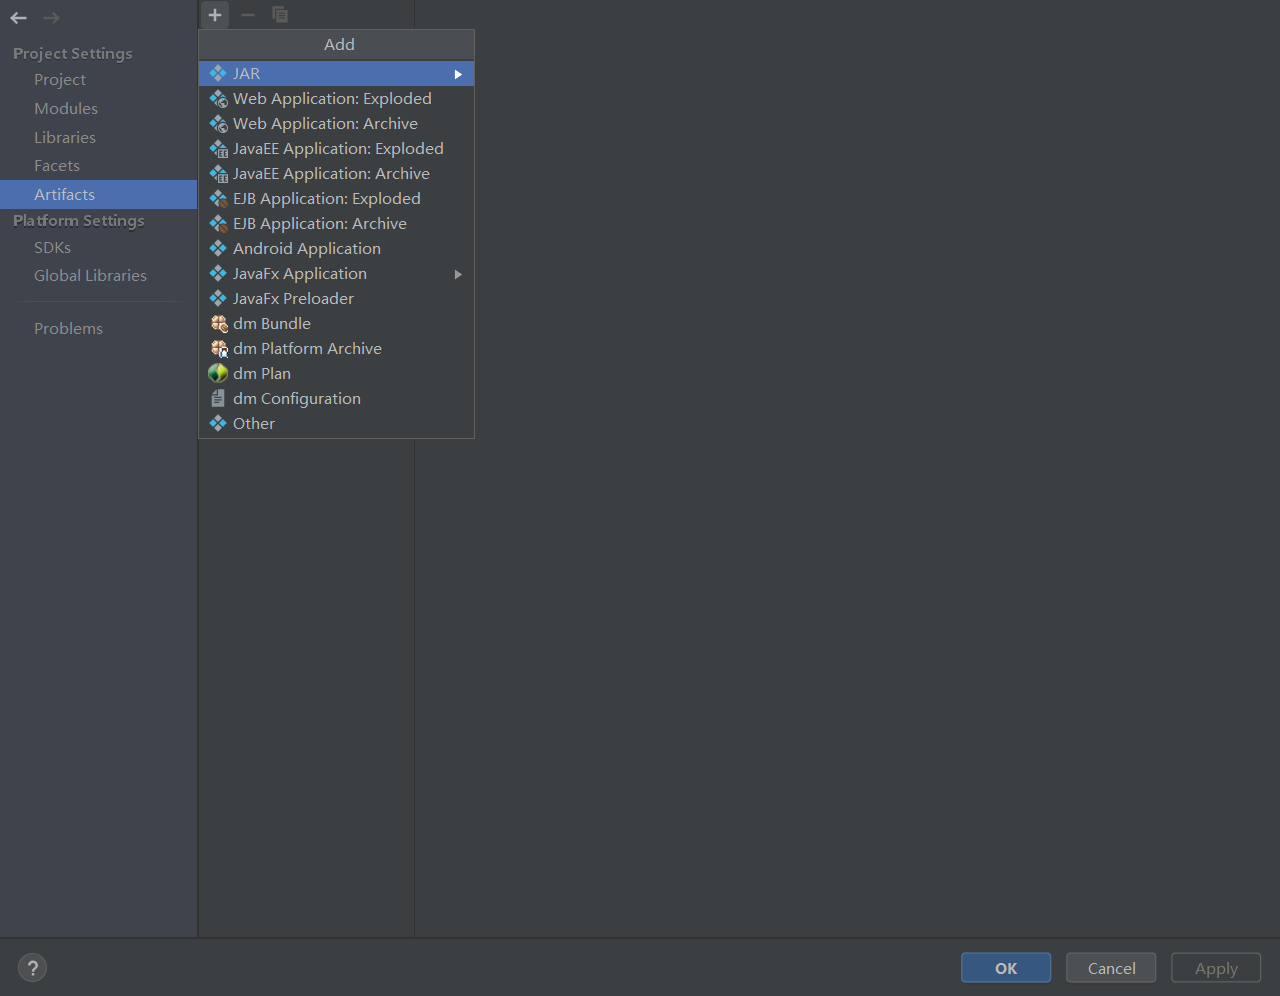 Project Settings
Project
Modules
Libraries
Facets
Artifacts
Platform Settings
SDKs
Global Libraries
Problems
Add
JAR
Web Application: Exploded
Web Application: Archive
JavaEE Application: Exploded
JavaEE Application: Archive
EJB Application: Exploded
EJB Application: Archive
Android Application
JavaFx Application
JavaFx Preloader
dm Bundle
dm Platform Archive
dm Plan
dm Configuration
Other
?
OK
Cancel
Apply